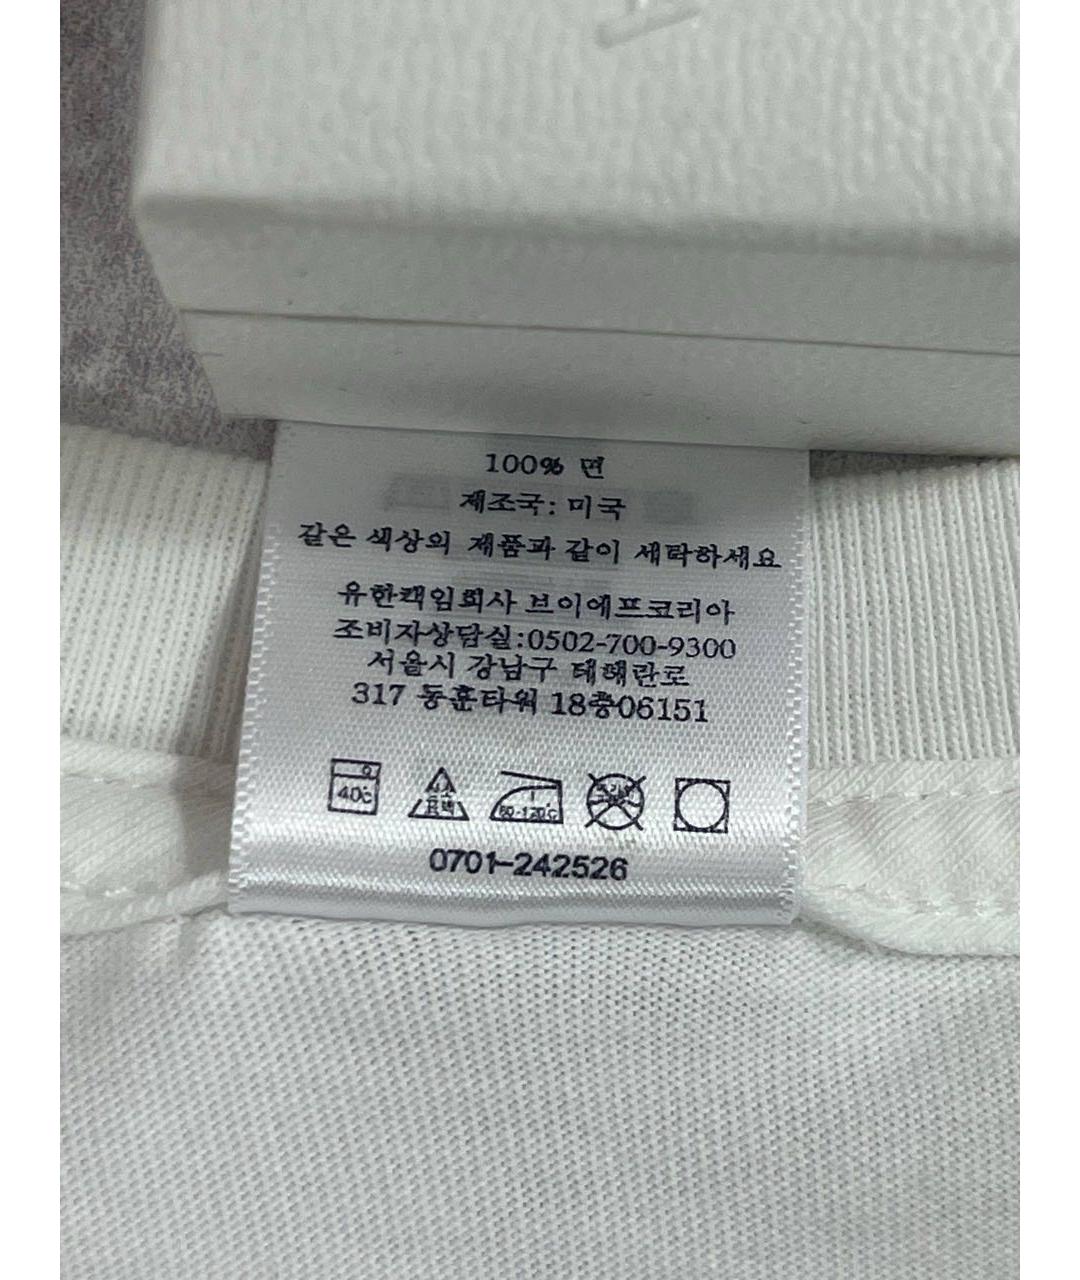 100% 면
제조국: 미국
같은 색상의 제품과 같이 세탁하세요
유한책임회사 브이에프코리아
조비자상담실:0502-700-9300
서울시 강남구 테헤란로
317 동훈타워 18층06151
40℃
80-120℃
0701-242526